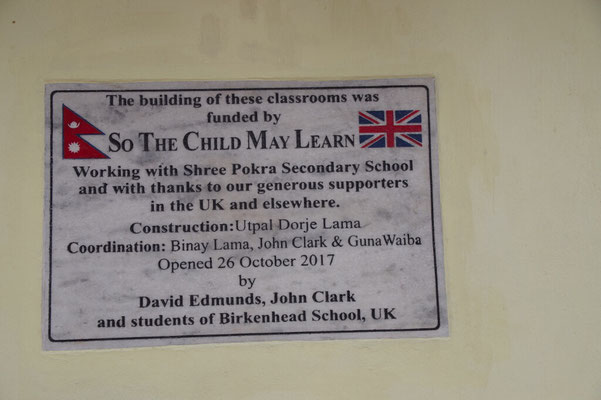 The building of these classrooms was
funded by
SO THE CHILD MAY LEARN
Working with Shree Pokra Secondary School
and with thanks to our generous supporters
in the UK and elsewhere.
Construction:Utpal Dorje Lama
Coordination: Binay Lama, John Clark & GunaWaiba
Opened 26 October 2017
by
David Edmunds, John Clark
and students of Birkenhead School, UK